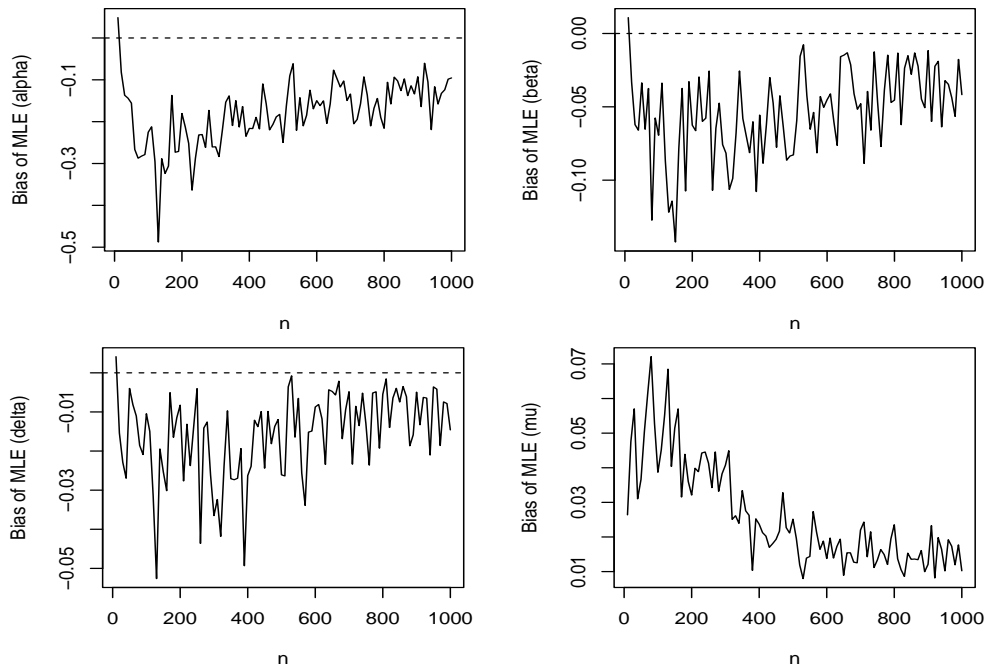 Bias of MLE (alpha)
−0.1
−0.3
−0.5
0 200 400 600 800 1000
n
Bias of MLE (beta)
0.00
−0.05
−0.10
0 200 400 600 800 1000
n
Bias of MLE (delta)
−0.01
−0.03
−0.05
0 200 400 600 800 1000
n
Bias of MLE (mu)
0.07
0.05
0.03
0.01
0 200 400 600 800 1000
n